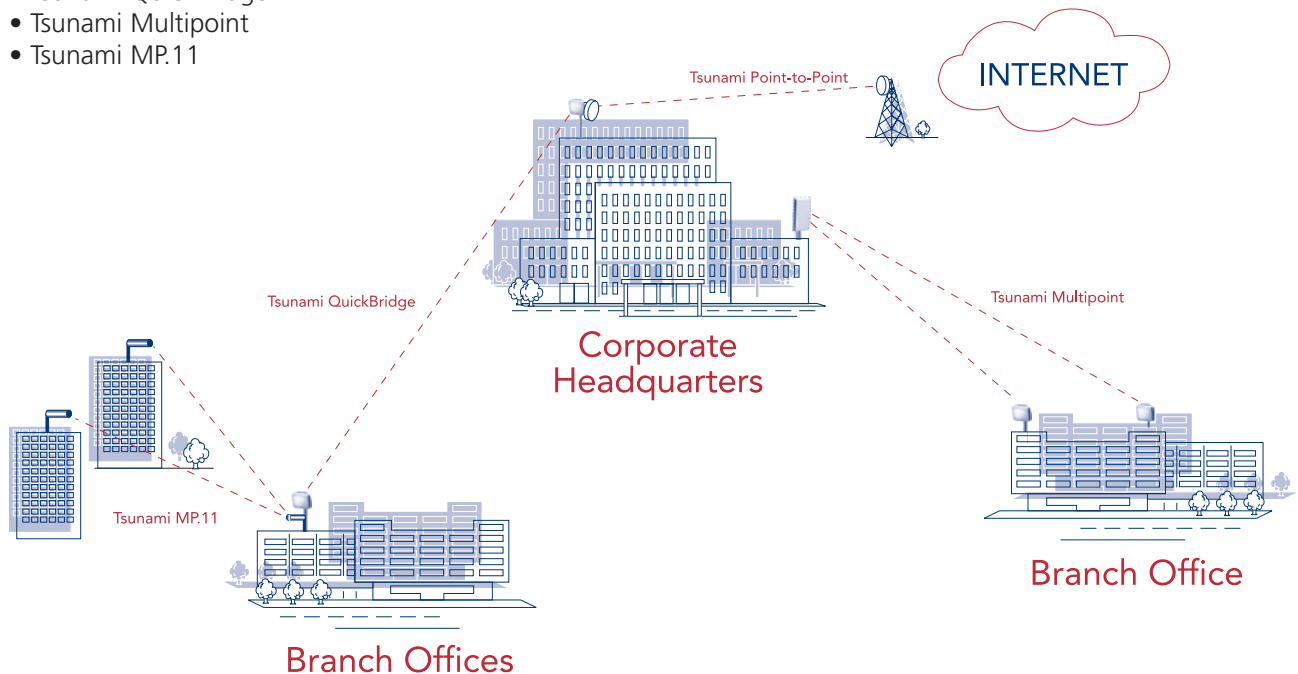 • Tsunami Multipoint
• Tsunami MP.11
Tsunami Point-to-Point
INTERNET
Tsunami QuickBridge
Tsunami Multipoint
Corporate
Headquarters
Tsunami MP.11
Branch Office
Branch Offices